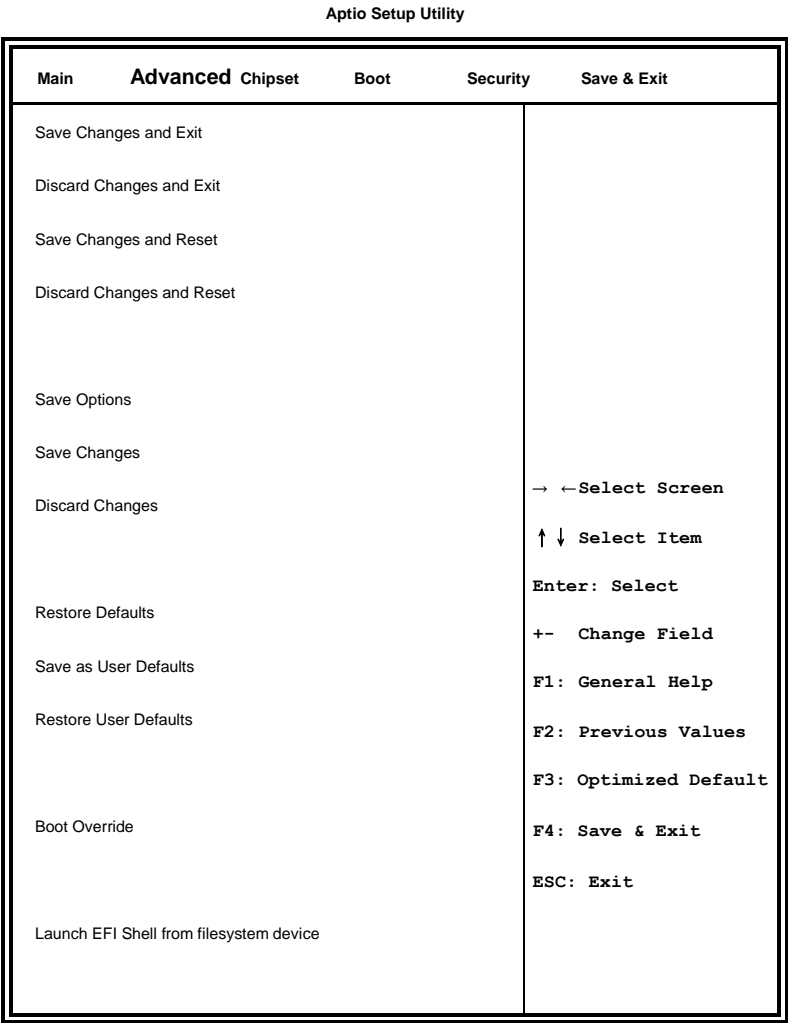 Aptio Setup Utility
Main Advanced Chipset Boot Security Save & Exit
Save Changes and Exit
Discard Changes and Exit
Save Changes and Reset
Discard Changes and Reset
Save Options
Save Changes
Discard Changes
Restore Defaults
Save as User Defaults
Restore User Defaults
Boot Override
Launch EFI Shell from filesystem device
→ ←Select Screen
↑↓ Select Item
Enter: Select
+- Change Field
F1: General Help
F2: Previous Values
F3: Optimized Default
F4: Save & Exit
ESC: Exit